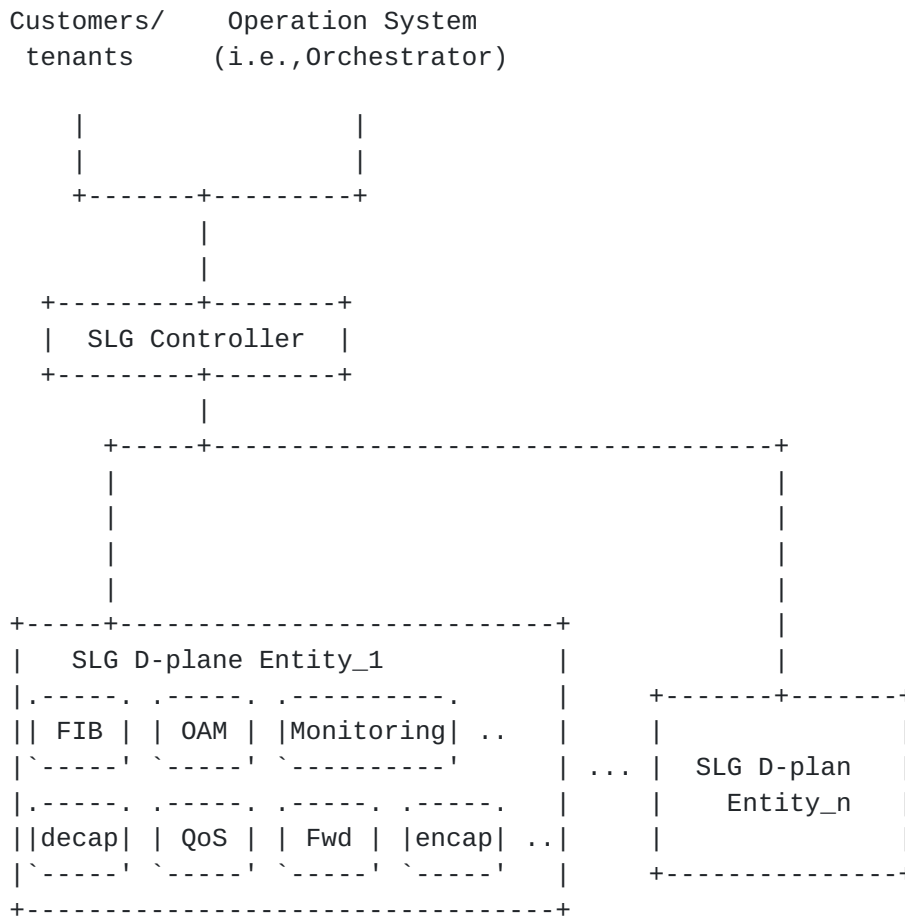 Customers/ Operation System
tenants (i.e.,Orchestrator)
SLG Controller
SLG D-plane Entity_1
FIB OAM Monitoring ..
... SLG D-plan
Entity_n
decap QoS Fwd encap ..